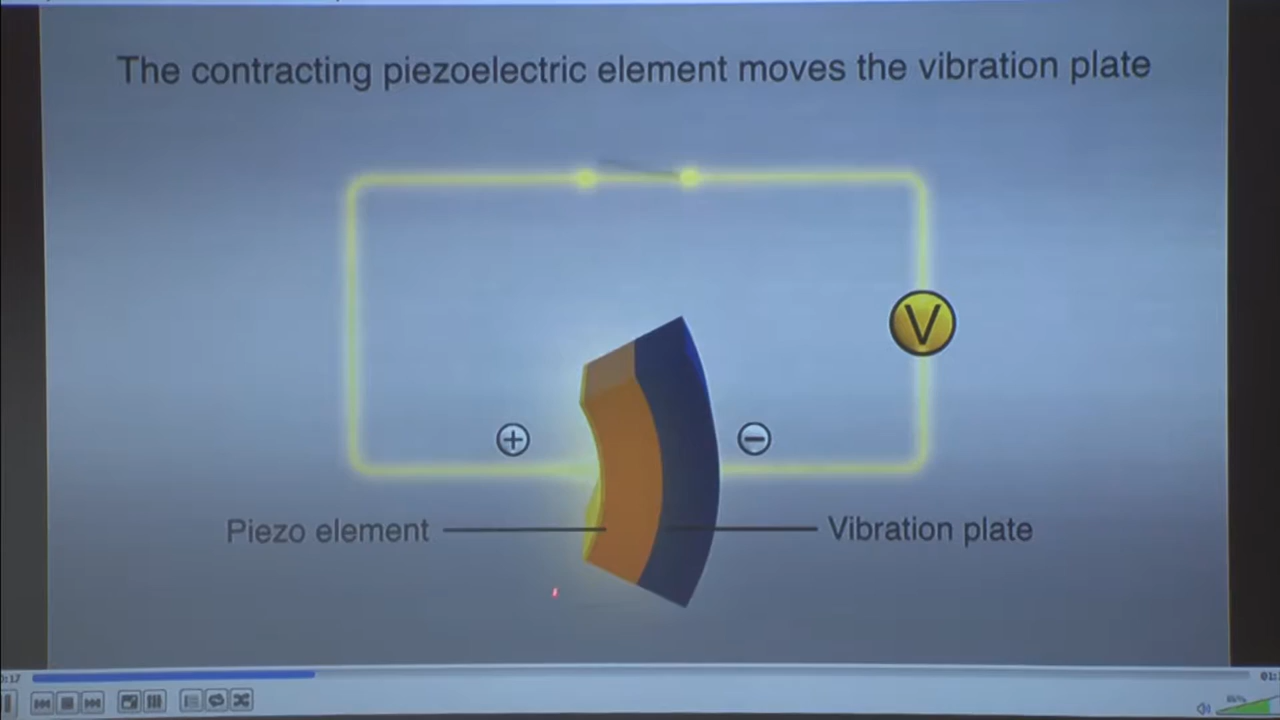 The contracting piezoelectric element moves the vibration plate
V
+
−
Piezo element
Vibration plate